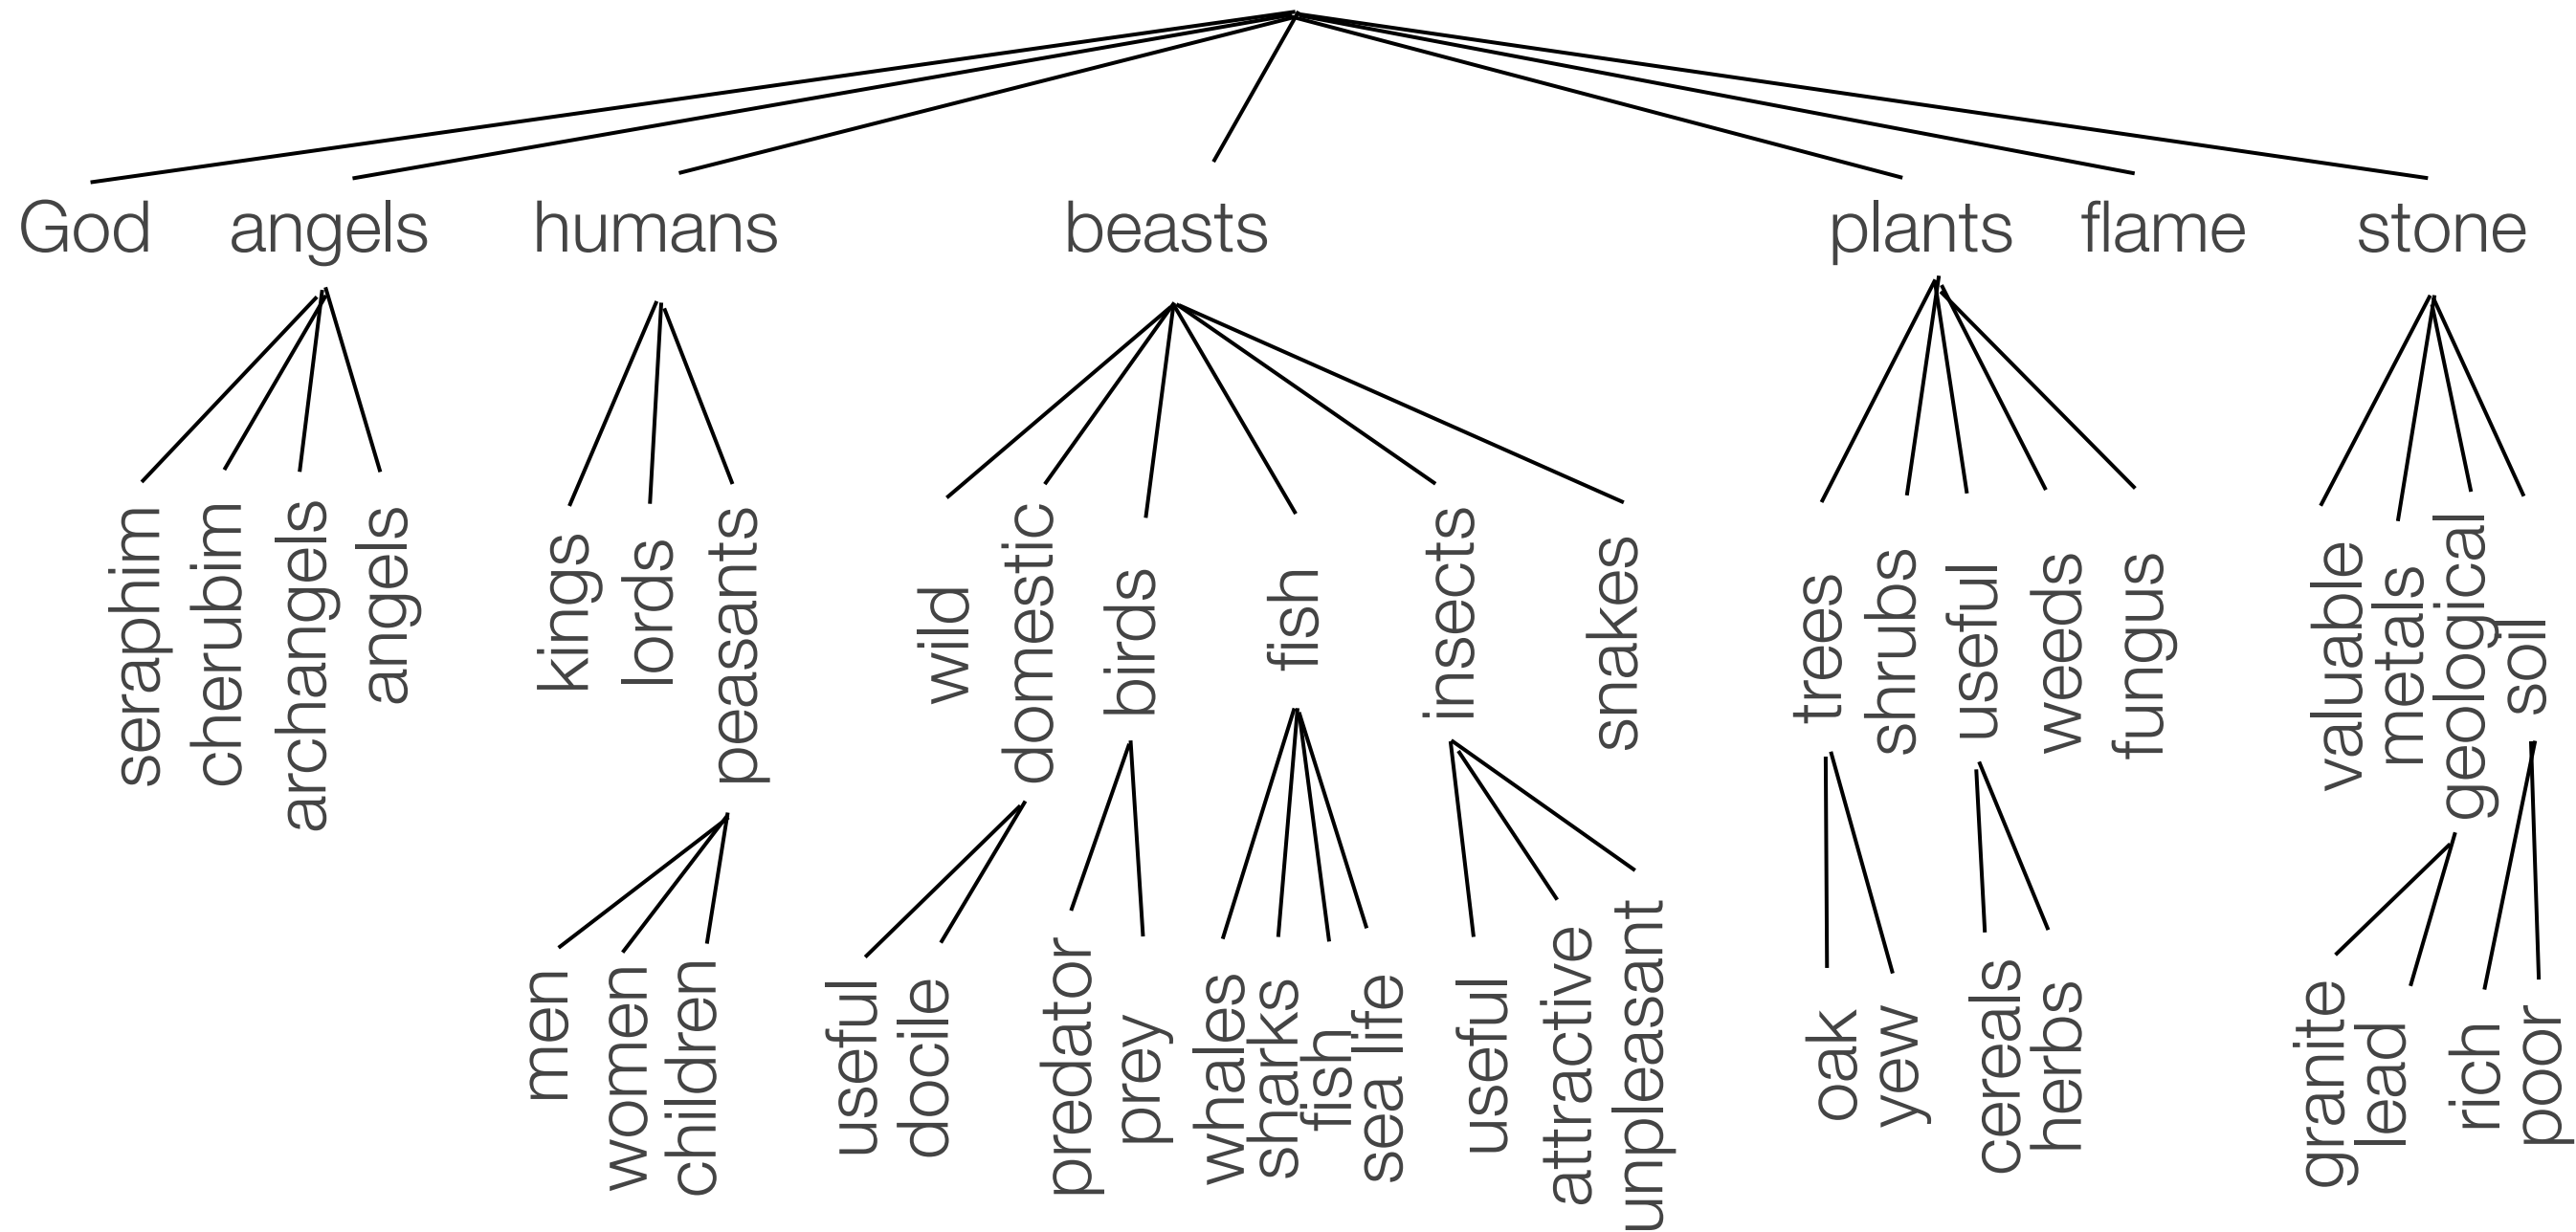 God angels humans beasts plants flame stone
seraphim
cherubim
archangels
angels
kings
lords
peasants
wild
domestic
birds
fish
insects
snakes
trees
shrubs
useful
weeds
fungus
valuable
metals
geological
soil
men
women
children
useful
docile
predator
prey
whales
sharks
fish
sea life
useful
attractive
unpleasant
oak
yew
cereals
herbs
granite
lead
rich
poor